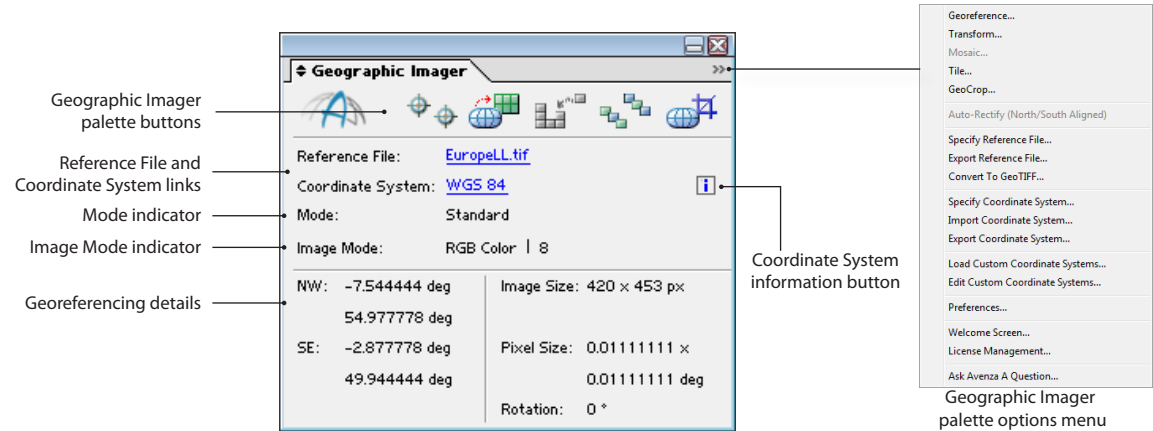 Geographic Imager
palette buttons
Reference File and
Coordinate System links
Mode indicator
Image Mode indicator
Georeferencing details
Geographic Imager
Reference File: EuropeLL.tif
Coordinate System: WGS 84
Mode: Standard
Image Mode: RGB Color | 8
NW: -7.544444 deg
54.977778 deg
SE: -2.877778 deg
49.944444 deg
Image Size: 420 x 453 px
Pixel Size: 0.01111111 x
0.01111111 deg
Rotation: 0 °
Coordinate System
information button
Georeference...
Transform...
Mosaic...
Tile...
GeoCrop...
Auto-Rectify (North/South Aligned)
Specify Reference File...
Export Reference File...
Convert To GeoTIFF...
Specify Coordinate System...
Import Coordinate System...
Export Coordinate System...
Load Custom Coordinate Systems...
Edit Custom Coordinate Systems...
Preferences...
Welcome Screen...
License Management...
Ask Avenza A Question...
Geographic Imager
palette options menu